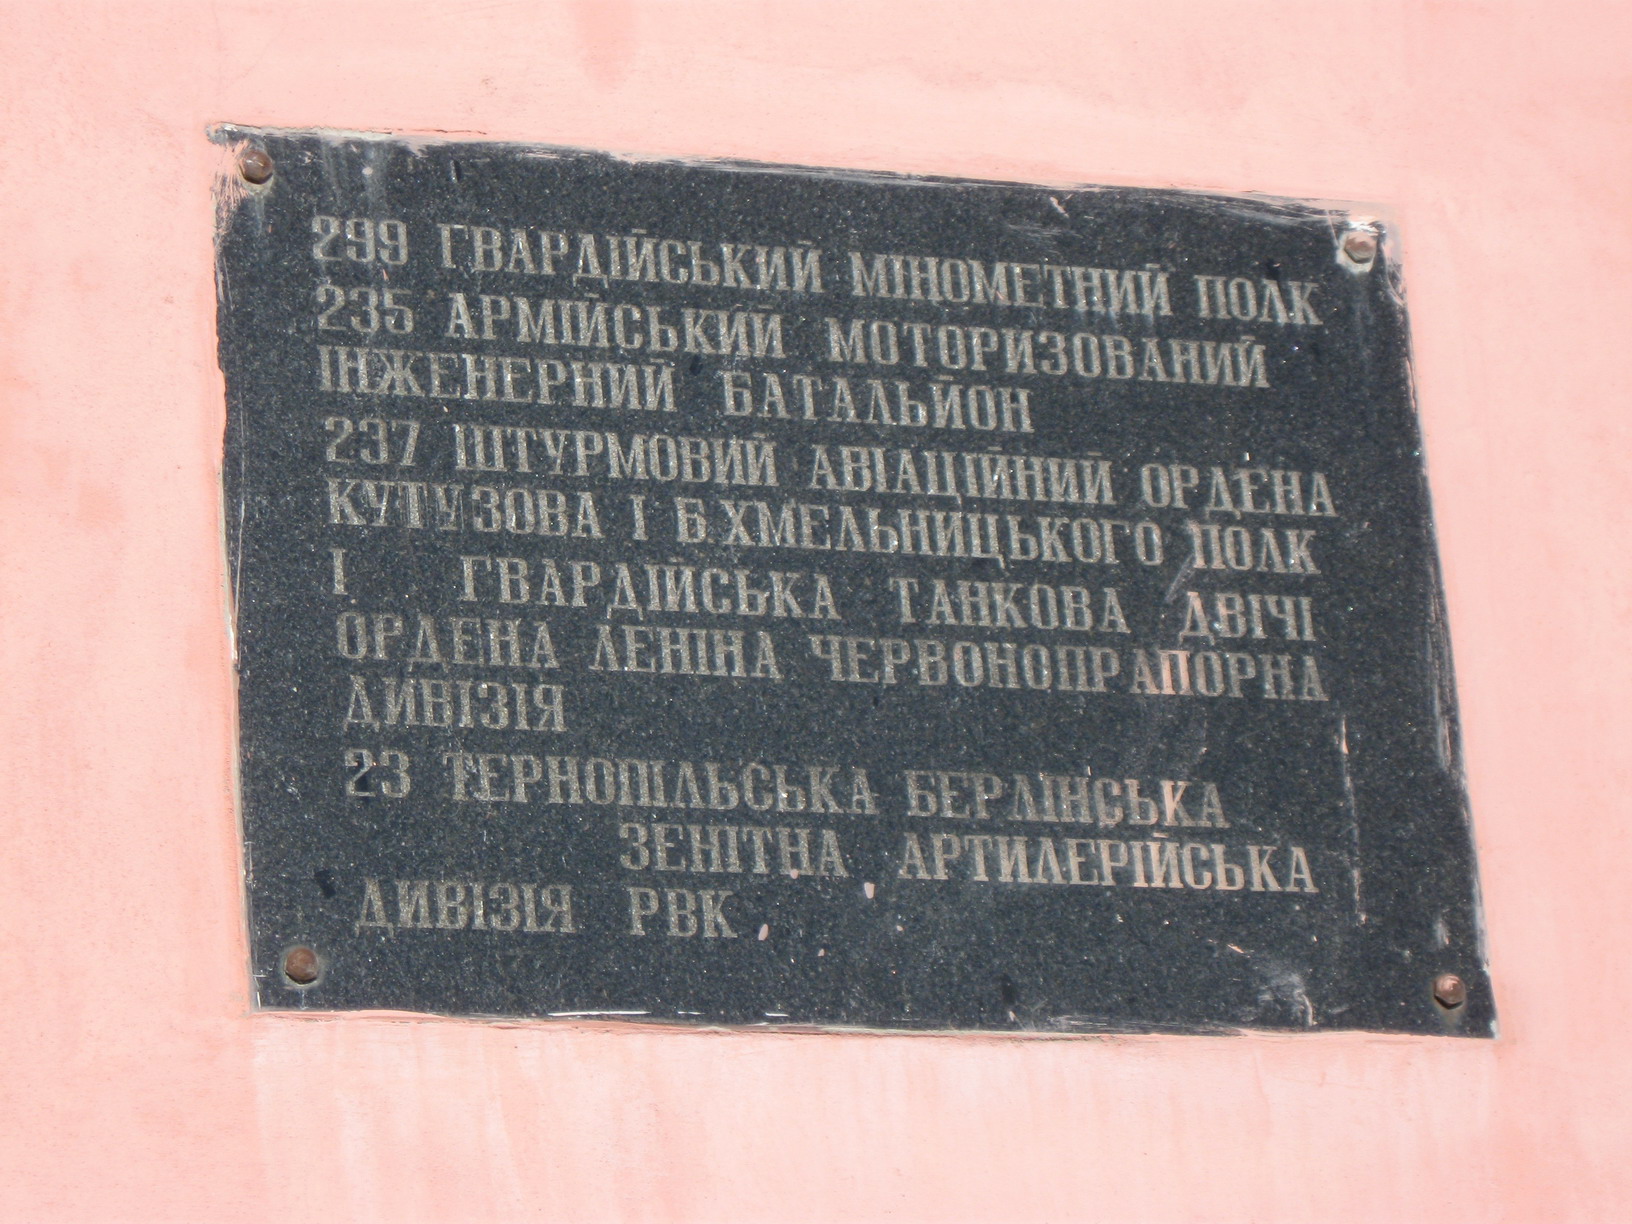 299 ГВАРДІЙСЬКИЙ МІНОМЕТНИЙ ПОЛК
235 АРМІЙСЬКИЙ МОТОРИЗОВАНИЙ
ІНЖЕНЕРНИЙ БАТАЛЬЙОН
237 ШТУРМОВИЙ АВІАЦІЙНИЙ ОРДЕНА
КУТУЗОВА І Б.ХМЕЛЬНИЦЬКОГО ПОЛК
І ГВАРДІЙСЬКА ТАНКОВА ДВІЧІ
ОРДЕНА ЛЕНІНА ЧЕРВОНОПРАПОРНА
ДИВІЗІЯ
23 ТЕРНОПІЛЬСЬКА БЕРЛІНСЬКА
ЗЕНІТНА АРТИЛЕРІЙСЬКА
ДИВІЗІЯ РВК